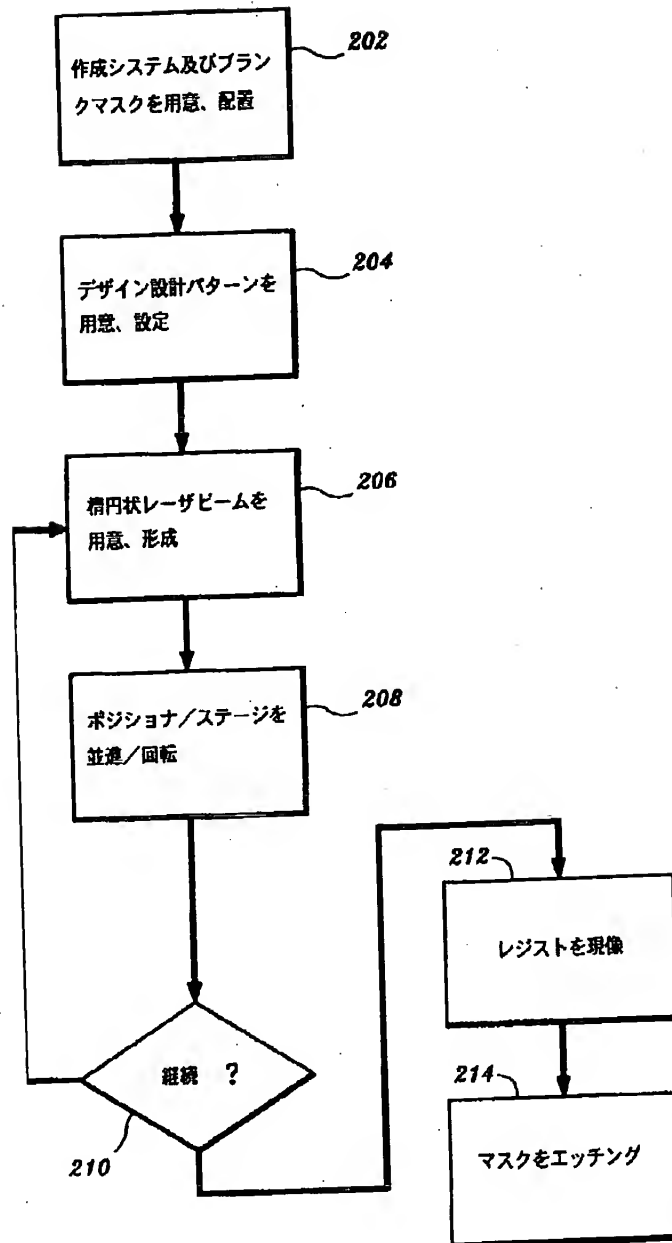 202
作成システム及びブラン
クマスクを用意、配置
204
デザイン設計パターンを
用意、設定
206
楕円状レーザビームを
用意、形成
208
ポジショナ／ステージを
並進／回転
210
継続 ?
212
レジストを現像
214
マスクをエッチング